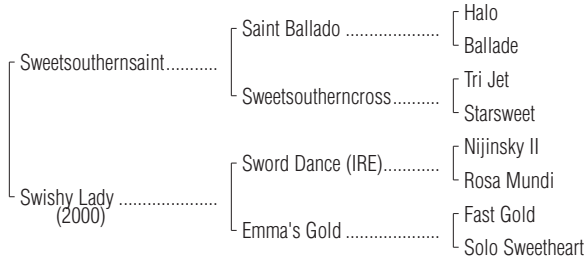 Halo
Saint Ballado ....................
Ballade
Sweetsouthernsaint...........
Tri Jet
Sweetsoutherncross..........
Starsweet
Nijinsky II
Sword Dance (IRE)............
Rosa Mundi
Swishy Lady ....................
(2000)
Fast Gold
Emma's Gold ....................
Solo Sweetheart